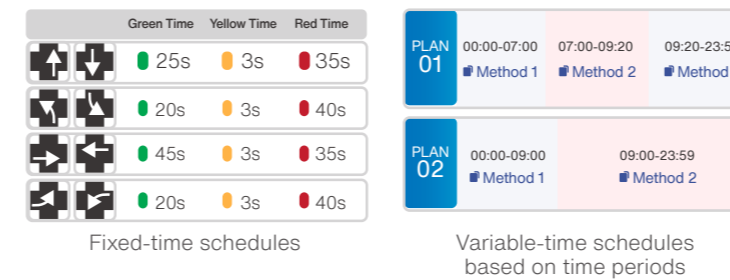 Green Time Yellow Time Red Time
25s 3s 35s
20s 3s 40s
45s 3s 35s
20s 3s 40s
Fixed-time schedules
PLAN 01
00:00-07:00 07:00-09:20 09:20-23:5
Method 1 Method 2 Method
PLAN 02
00:00-09:00 09:00-23:59
Method 1 Method 2
Variable-time schedules
based on time periods